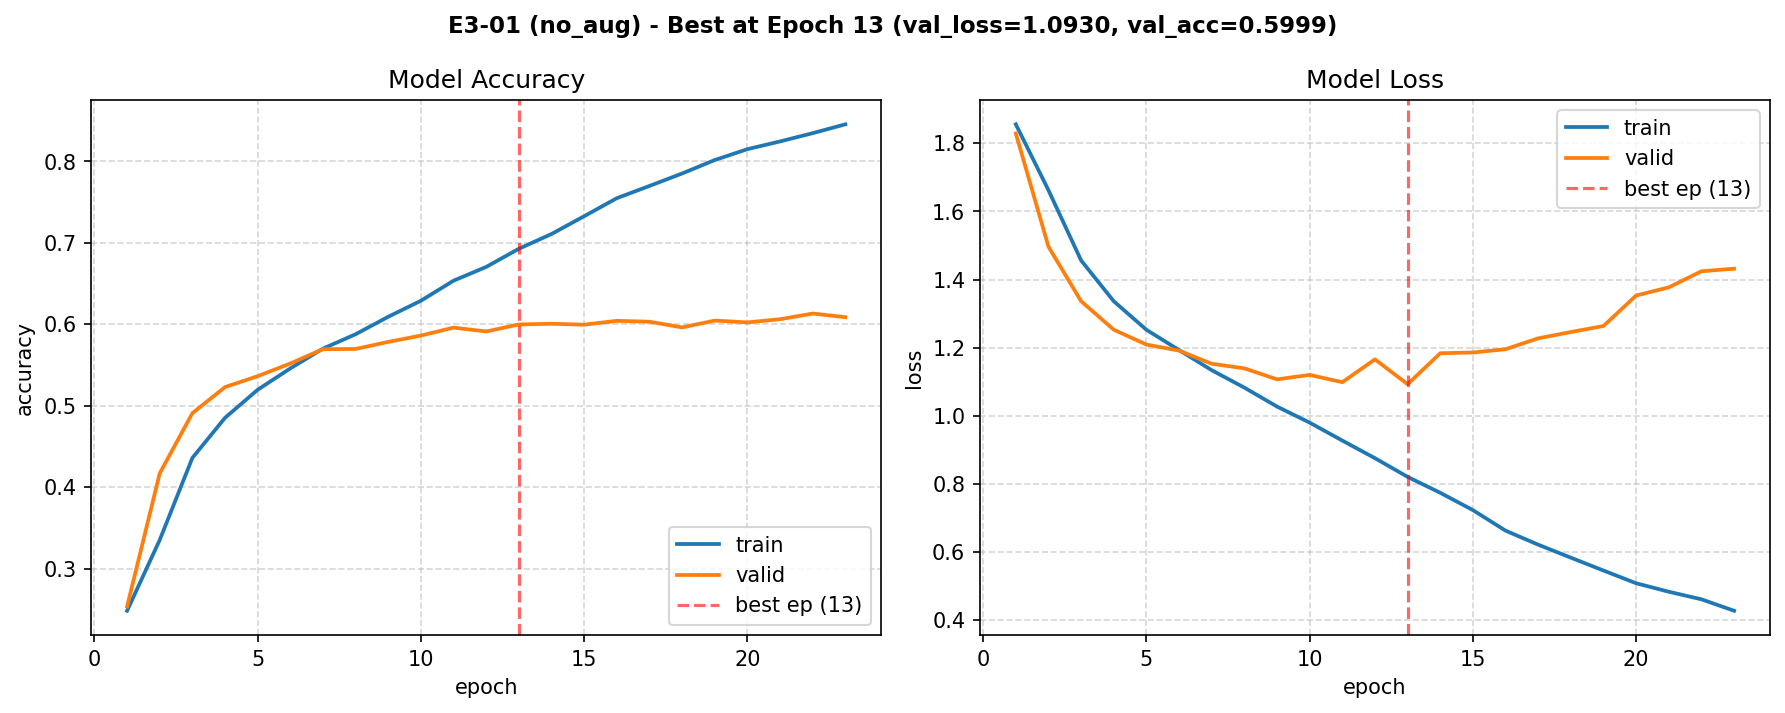 E3-01 (no_aug) - Best at Epoch 13 (val_loss=1.0930, val_acc=0.5999)
Model Accuracy
accuracy
0.8
0.7
0.6
0.5
0.4
0.3
0 5 10 15 20
epoch
train
valid
best ep (13)
Model Loss
loss
1.8
1.6
1.4
1.2
1.0
0.8
0.6
0.4
0 5 10 15 20
epoch
train
valid
best ep (13)